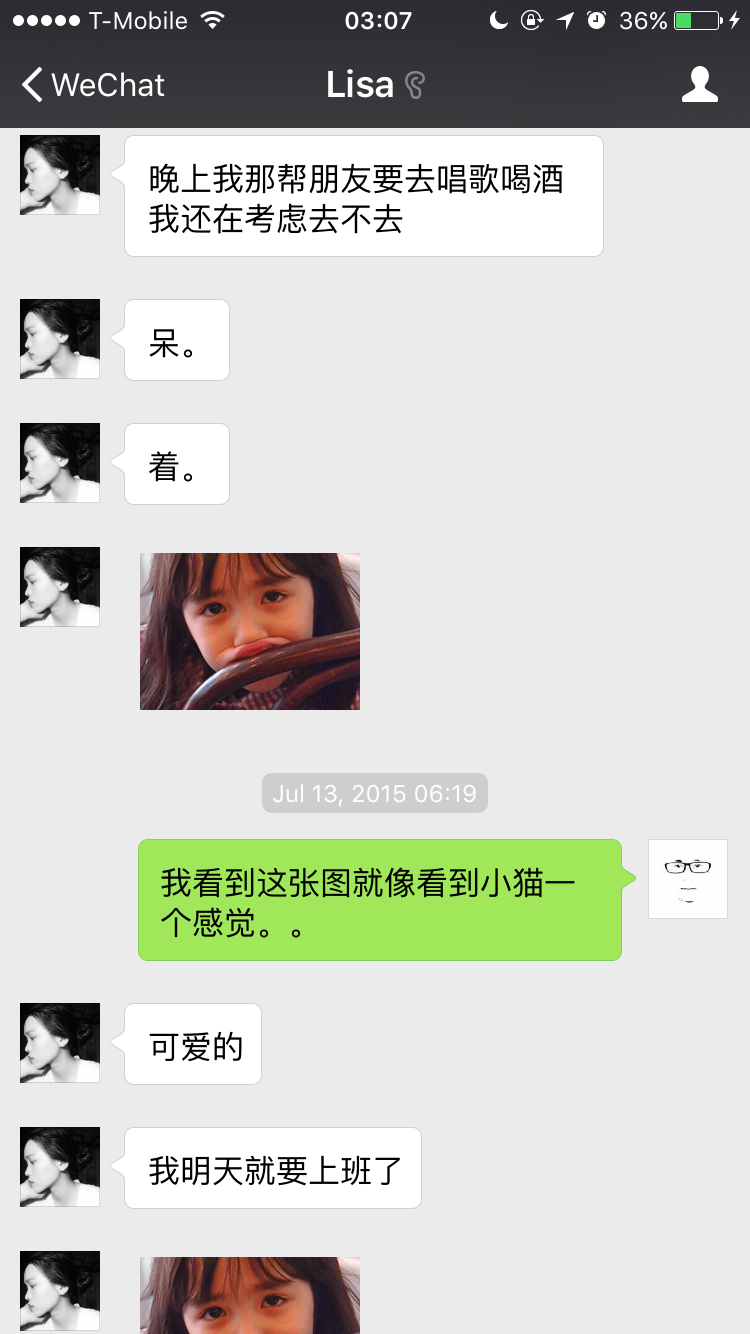 T-Mobile 03:07 36%
WeChat Lisa
晚上我那帮朋友要去唱歌喝酒
我还在考虑去不去
呆。
着。
Jul 13, 2015 06:19
我看到这张图就像看到小猫一
个感觉。。
可爱的
我明天就要上班了